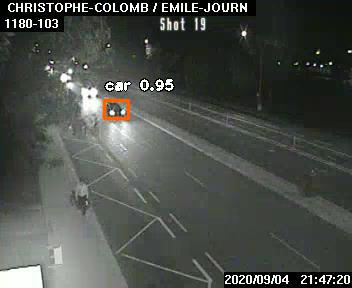 CHRISTOPHE-COLOMB / EMILE-JOURN
1180-103
Shot 19
car 0.95
2020/09/04 21:47:20